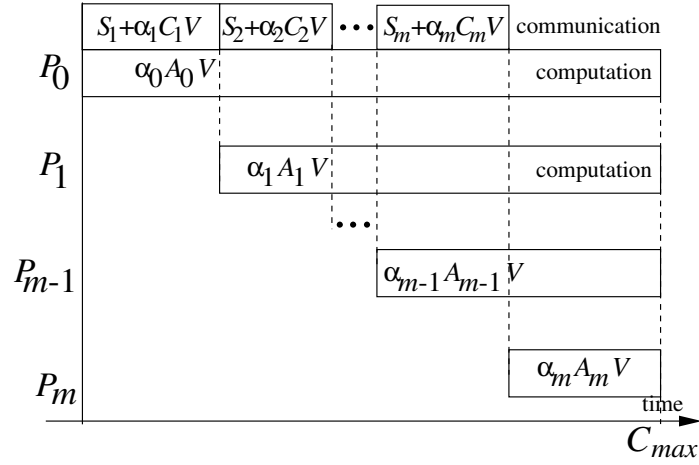 S₁+α₁C₁V S₂+α₂C₂V ••• Sₘ+αₘCₘV communication
P₀ α₀A₀V computation
P₁ α₁A₁V computation
•••
Pₘ₋₁ αₘ₋₁Aₘ₋₁V
Pₘ αₘAₘV
time
Cₘₐₓ